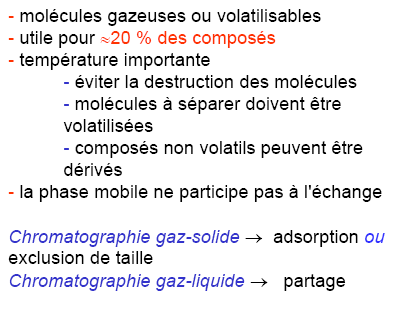 - molécules gazeuses ou volatilisables
- utile pour ≈20 % des composés
- température importante
- éviter la destruction des molécules
- molécules à séparer doivent être
volatilisées
- composés non volatils peuvent être
dérivés
- la phase mobile ne participe pas à l'échange
Chromatographie gaz-solide → adsorption ou
exclusion de taille
Chromatographie gaz-liquide → partage